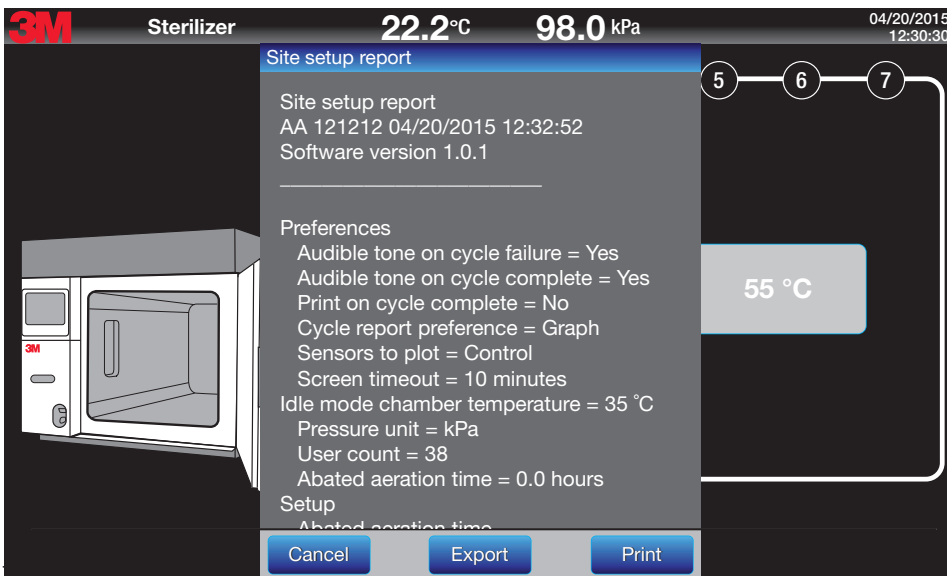 3M Sterilizer 22.2°C 98.0 kPa 04/20/2015
12:30:30
Site setup report
5 6 7
Site setup report
AA 121212 04/20/2015 12:32:52
Software version 1.0.1
Preferences
Audible tone on cycle failure = Yes
Audible tone on cycle complete = Yes
Print on cycle complete = No
Cycle report preference = Graph
Sensors to plot = Control
Screen timeout = 10 minutes
Idle mode chamber temperature = 35 °C
Pressure unit = kPa
User count = 38
Abated aeration time = 0.0 hours
Setup
Abated aeration time
55 °C
3M
Cancel Export Print